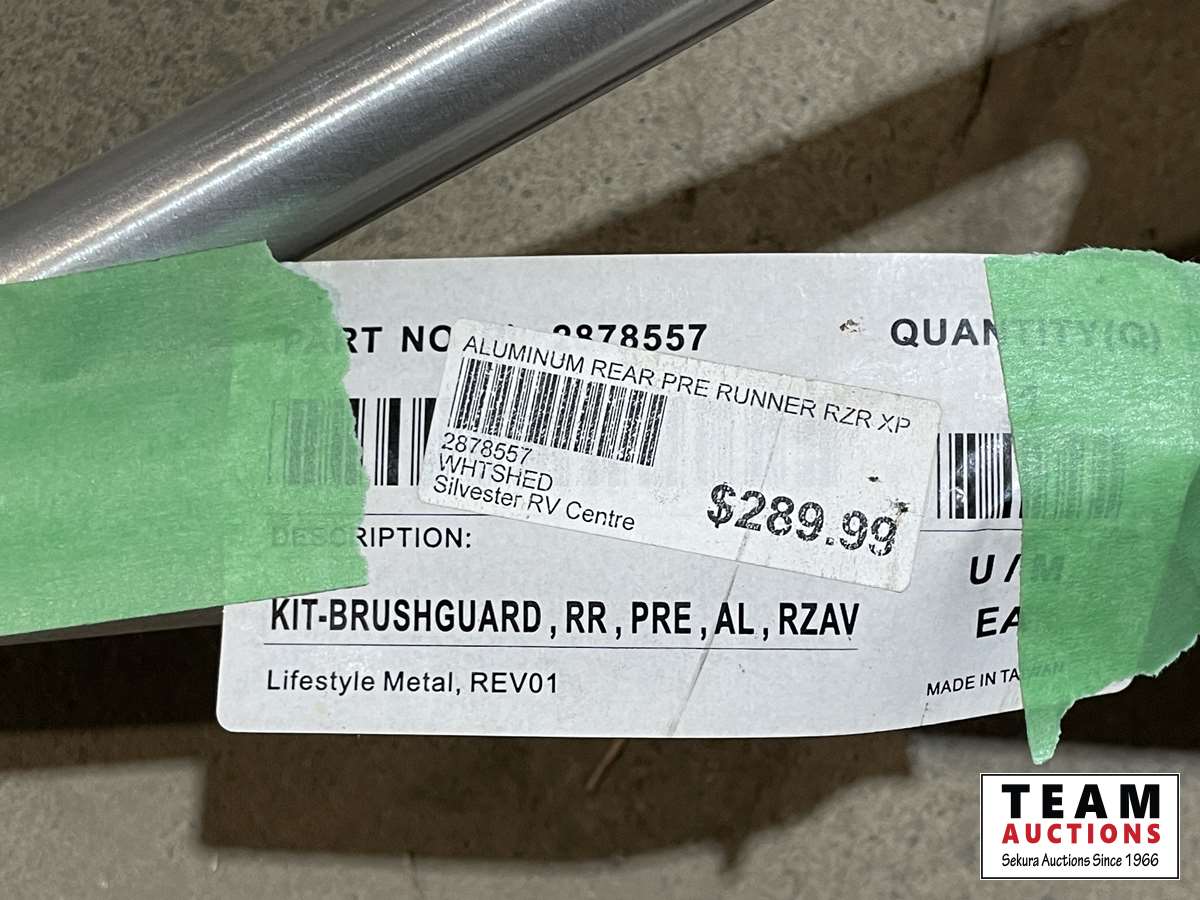 PART NO 2878557
QUANTITY(Q)
ALUMINUM REAR PRE RUNNER RZR XP
2878557
WHTSHED
Silvester RV Centre
$289.99
DESCRIPTION:
U / M
KIT-BRUSHGUARD , RR , PRE , AL , RZAV
EA
Lifestyle Metal, REV01
MADE IN TAIWAN
TEAM
AUCTIONS
Sekura Auctions Since 1966